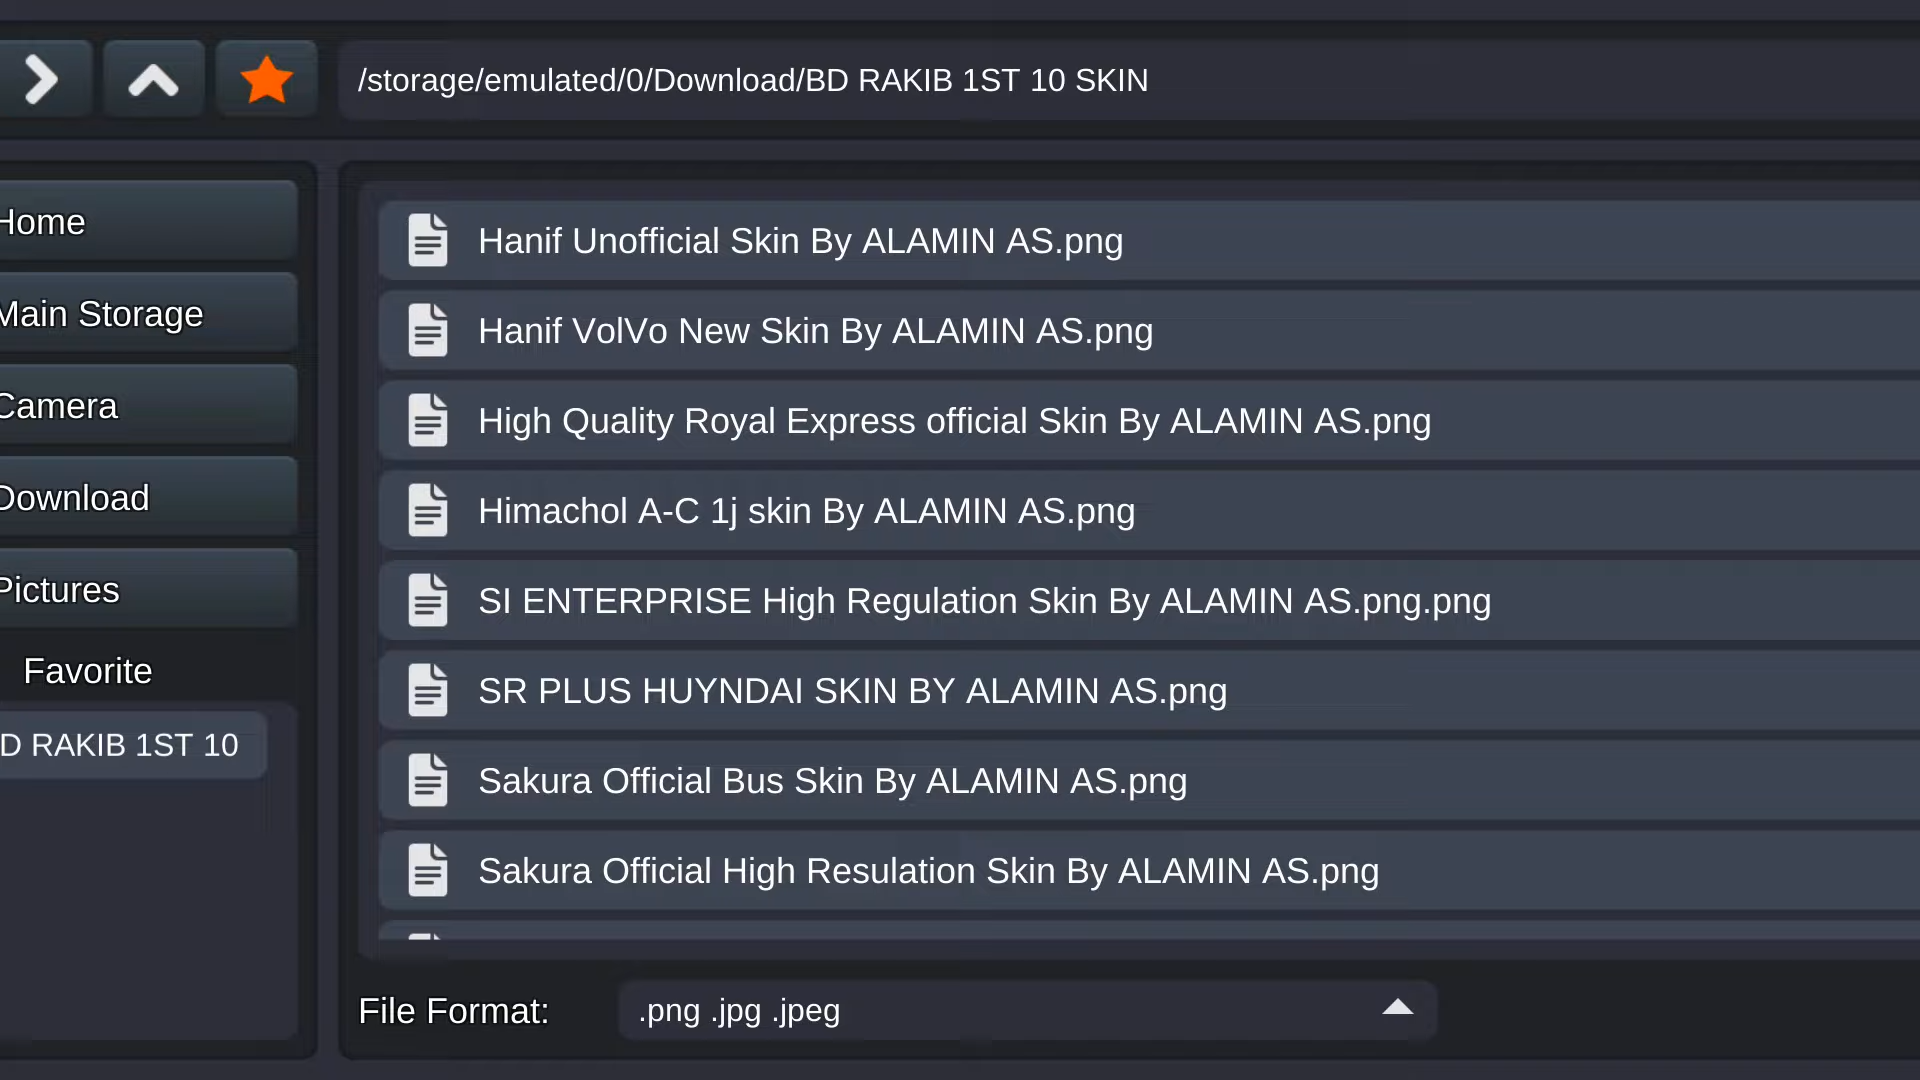 /storage/emulated/0/Download/BD RAKIB 1ST 10 SKIN
Home
Main Storage
Camera
Download
Pictures
Favorite
D RAKIB 1ST 10
Hanif Unofficial Skin By ALAMIN AS.png
Hanif VolVo New Skin By ALAMIN AS.png
High Quality Royal Express official Skin By ALAMIN AS.png
Himachol A-C 1j skin By ALAMIN AS.png
SI ENTERPRISE High Regulation Skin By ALAMIN AS.png.png
SR PLUS HUYNDAI SKIN BY ALAMIN AS.png
Sakura Official Bus Skin By ALAMIN AS.png
Sakura Official High Resulation Skin By ALAMIN AS.png
File Format: .png .jpg .jpeg